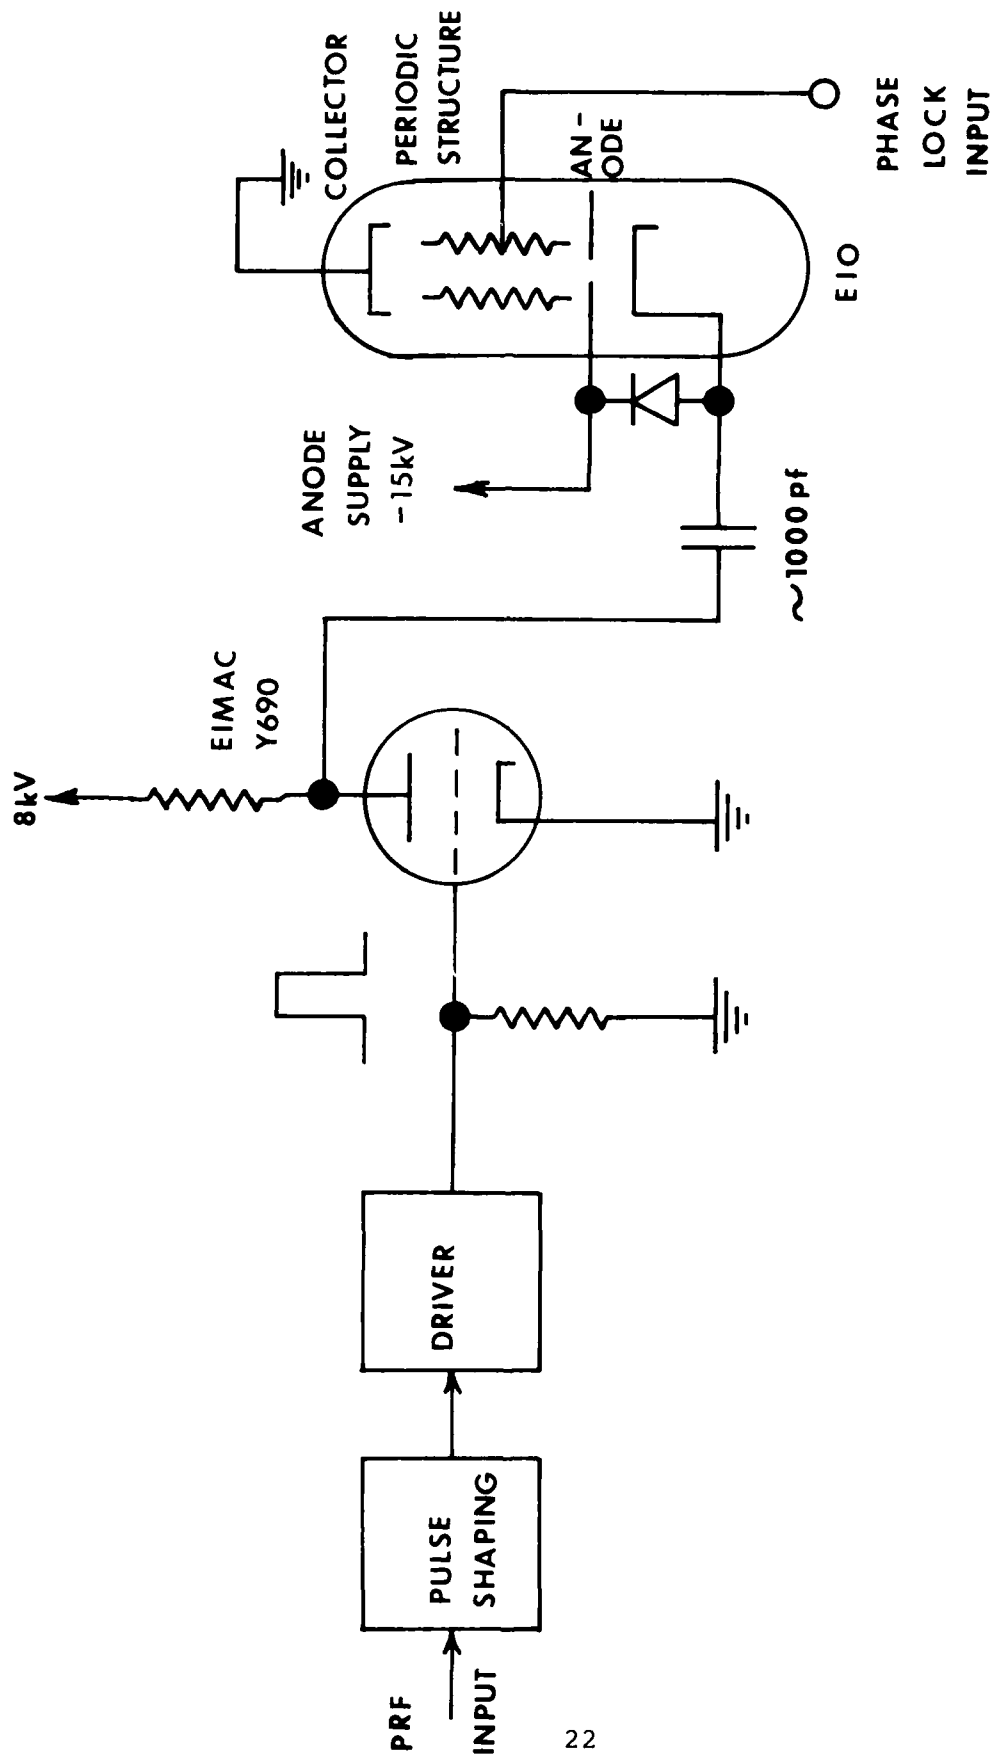 PRF
INPUT
PULSE
SHAPING
DRIVER
8kV
EIMAC
Y690
ANODE
SUPPLY
-15kV
~1000pf
COLLECTOR
PERIODIC
STRUCTURE
AN-
ODE
EIO
PHASE
LOCK
INPUT
22